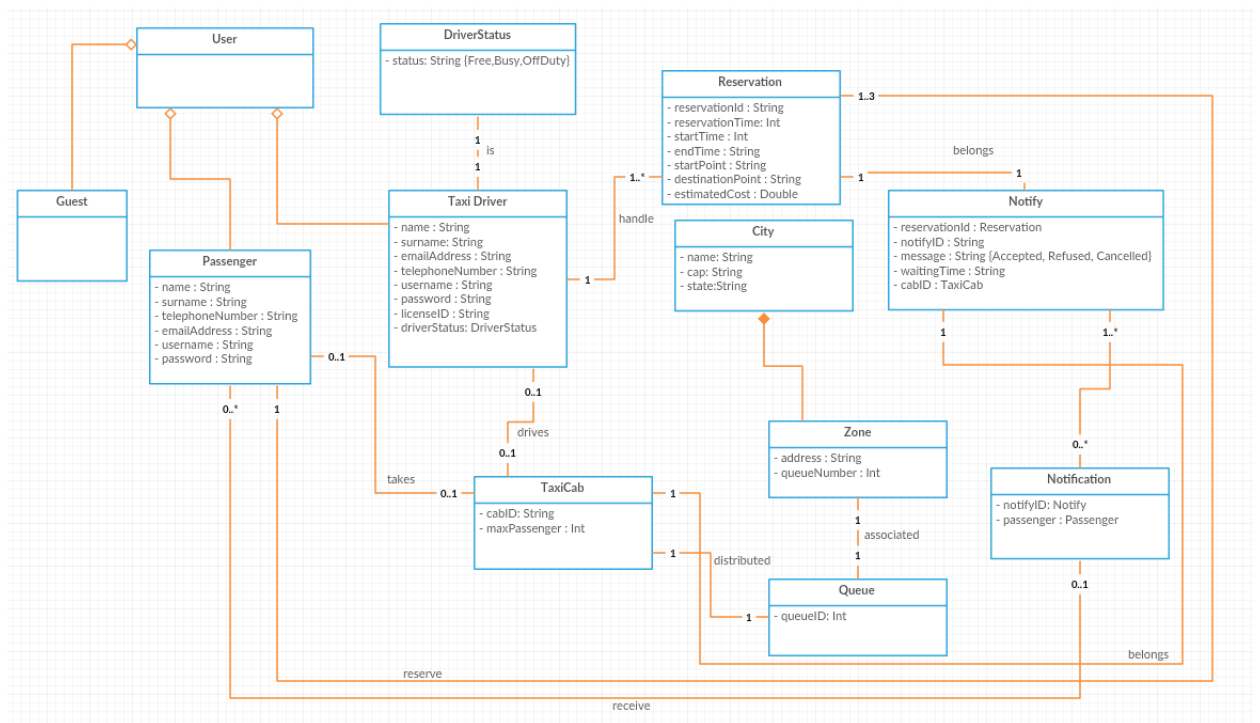 User
DriverStatus
- status: String {Free,Busy,OffDuty}
Reservation
- reservationId : String
- reservationTime: Int
- startTime : Int
- endTime : String
- startPoint : String
- destinationPoint : String
- estimatedCost : Double
1..3
1
is
1
belongs
1
1
1..*
Guest
Taxi Driver
- name : String
- surname: String
- emailAddress : String
- telephoneNumber : String
- username : String
- password : String
- licenseID : String
- driverStatus: DriverStatus
handle
1
City
- name: String
- cap: String
- state:String
Notify
- reservationId : Reservation
- notifyID : String
- message : String {Accepted, Refused, Cancelled}
- waitingTime : String
- cabID : TaxiCab
Passenger
- name : String
- surname : String
- telephoneNumber : String
- emailAddress : String
- username : String
- password : String
1
1..*
0..1
0..*
1
0..1
drives
0..1
Zone
- address : String
- queueNumber : Int
0..*
takes
0..1
TaxiCab
- cabID: String
- maxPassenger : Int
1
1
distributed
1
Notification
- notifyID: Notify
- passenger : Passenger
1
associated
1
Queue
- queueID: Int
0..1
belongs
reserve
receive